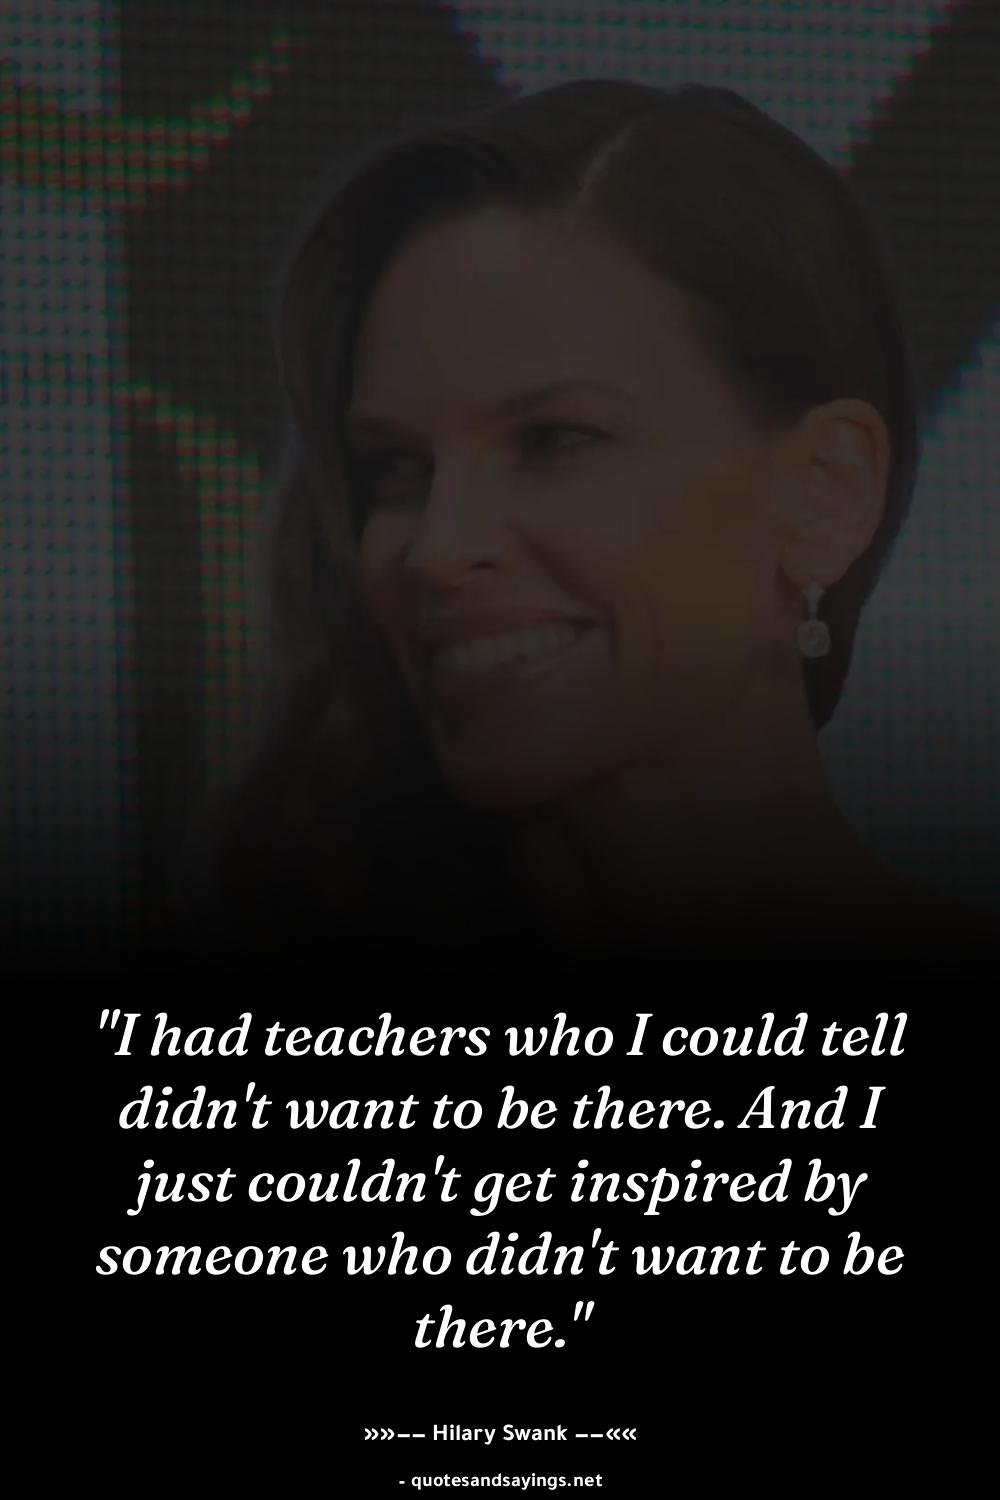 "I had teachers who I could tell
didn't want to be there. And I
just couldn't get inspired by
someone who didn't want to be
there."
»»–– Hilary Swank ––««
- quotesandsayings.net